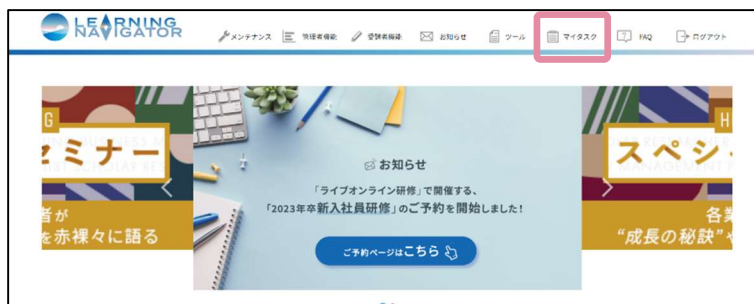 LEARNING
NAVIGATOR
メンテナンス
管理者機能
受講者機能
お知らせ
ツール
マイタスク
FAQ
ログアウト
G
セミナー
者が
を赤裸々に語る
お知らせ
「ライブオンライン研修」で開催する、
「2023年卒新入社員研修」のご予約を開始しました！
ご予約ページはこちら
H
スペシ
各業
“成長の秘訣”や